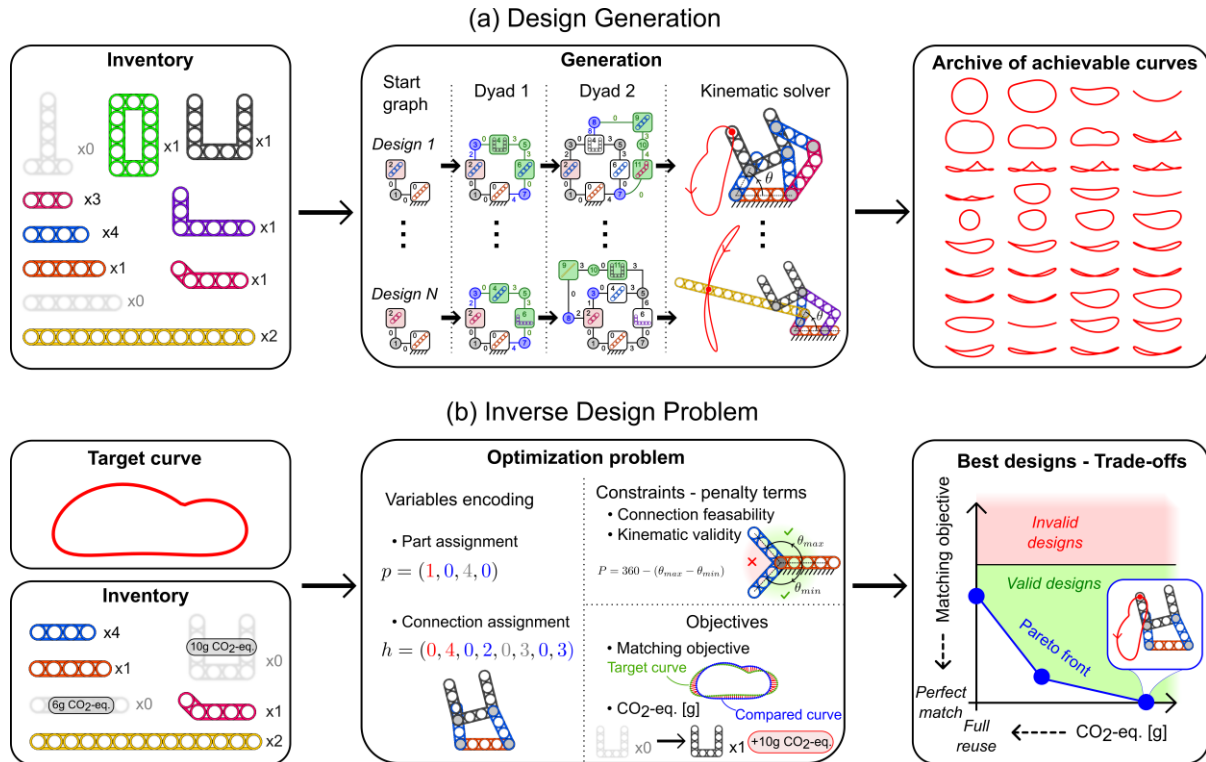 (a) Design Generation
Inventory
x0
x1
x1
x3
x4
x1
x1
x1
x0
x2
Generation
Start
graph
Dyad 1
Dyad 2
Kinematic solver
Design 1
θ
Design N
θ
Archive of achievable curves
(b) Inverse Design Problem
Target curve
Inventory
x4
10g CO2-eq.
x0
x1
6g CO2-eq.
x0
x1
x2
Optimization problem
Variables encoding
• Part assignment
p = (1, 0, 4, 0)
• Connection assignment
h = (0, 4, 0, 2, 0, 3, 0, 3)
Constraints - penalty terms
• Connection feasability
• Kinematic validity
P = 360 − (θmax − θmin)
θmax
θmin
Objectives
• Matching objective
Target curve
Compared curve
• CO2-eq. [g]
x0
x1
+10g CO2-eq.
Best designs - Trade-offs
Matching objective
Invalid
designs
Valid designs
Pareto front
Perfect
match
Full
reuse
CO2-eq. [g]